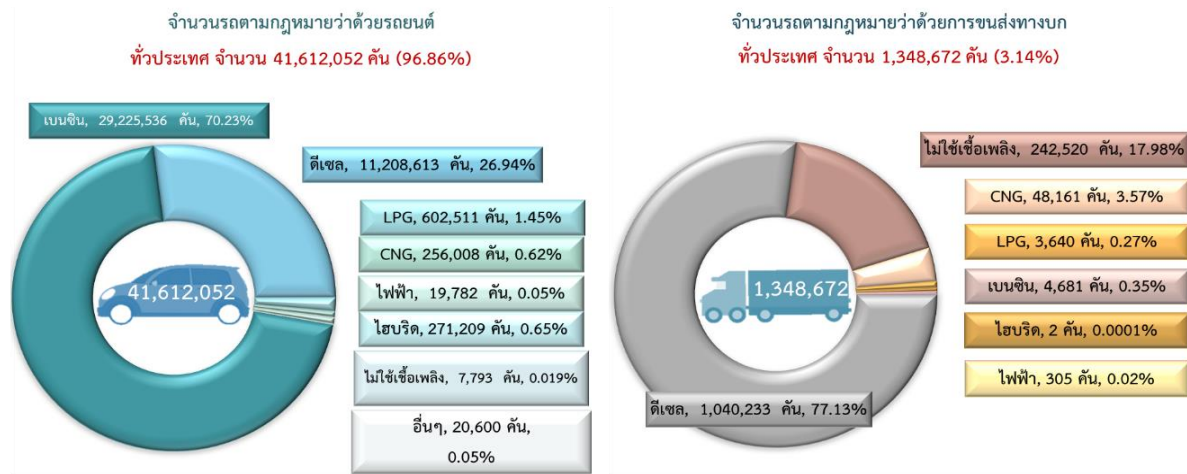 จำนวนรถตามกฎหมายว่าด้วยรถยนต์
ทั่วประเทศ จำนวน 41,612,052 คัน (96.86%)
เบนซิน, 29,225,536 คัน, 70.23%
ดีเซล, 11,208,613 คัน, 26.94%
LPG, 602,511 คัน, 1.45%
CNG, 256,008 คัน, 0.62%
ไฟฟ้า, 19,782 คัน, 0.05%
ไฮบริด, 271,209 คัน, 0.65%
ไม่ใช้เชื้อเพลิง, 7,793 คัน, 0.019%
อื่นๆ, 20,600 คัน,
0.05%
41,612,052
จำนวนรถตามกฎหมายว่าด้วยการขนส่งทางบก
ทั่วประเทศ จำนวน 1,348,672 คัน (3.14%)
ไม่ใช้เชื้อเพลิง, 242,520 คัน, 17.98%
CNG, 48,161 คัน, 3.57%
LPG, 3,640 คัน, 0.27%
เบนซิน, 4,681 คัน, 0.35%
ไฮบริด, 2 คัน, 0.0001%
ไฟฟ้า, 305 คัน, 0.02%
1,348,672
ดีเซล, 1,040,233 คัน, 77.13%